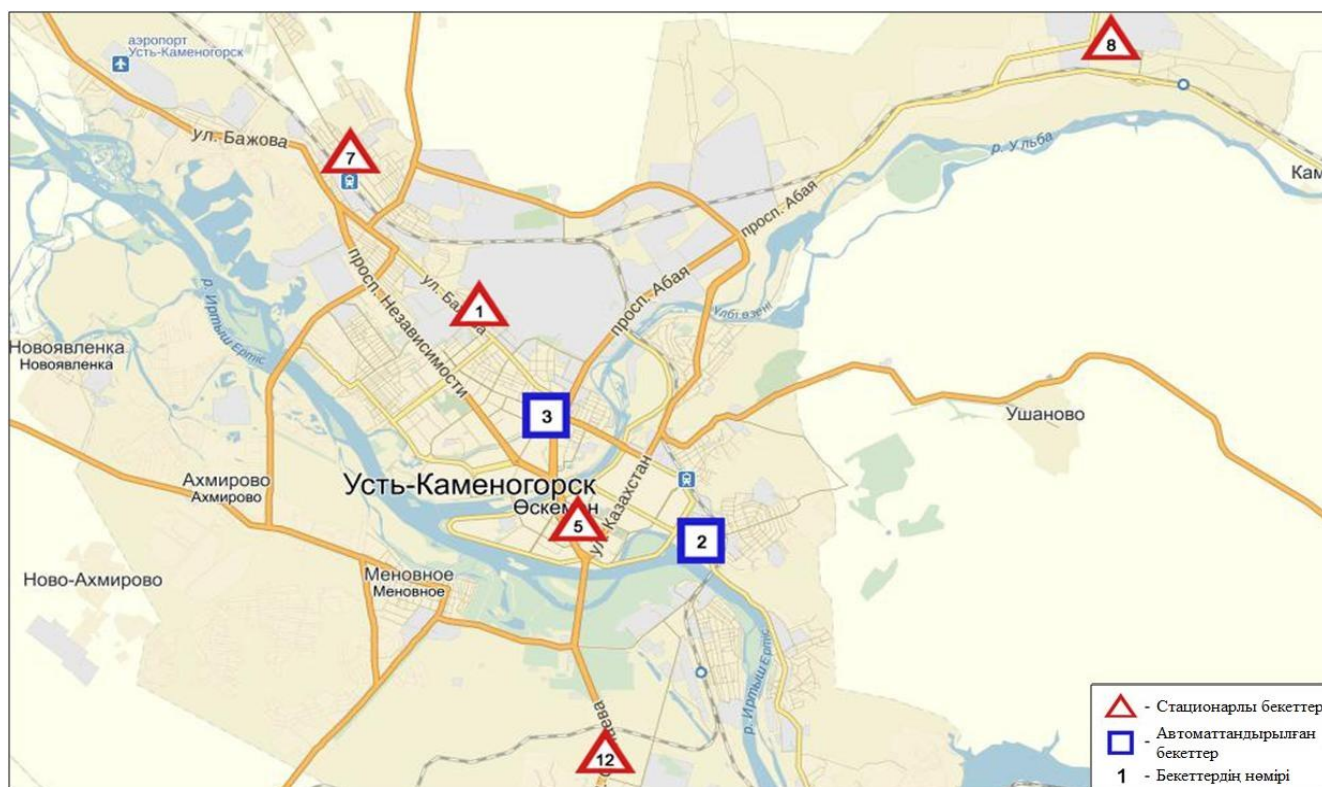 аэропорт
Усть-Каменогорск
8
ул. Бажова
7
р. Ульба
Кам
просп. Абая
р. Иртыш Ертіс
просп. Независимости
ул. Ба
1
просп. Абая
Үлбі өзені
Новоявленка
Новоявленка
3
Ушаново
Ахмирово
Ахмирово
Усть-Каменогорск
Өскемен
5
ул. Казахстан
2
Ново-Ахмирово
Меновное
Меновное
р. Иртыш Ертіс
12
- Стационарлы бекеттер
- Автоматтандырылған
бекеттер
1 - Бекеттердің нөмірі